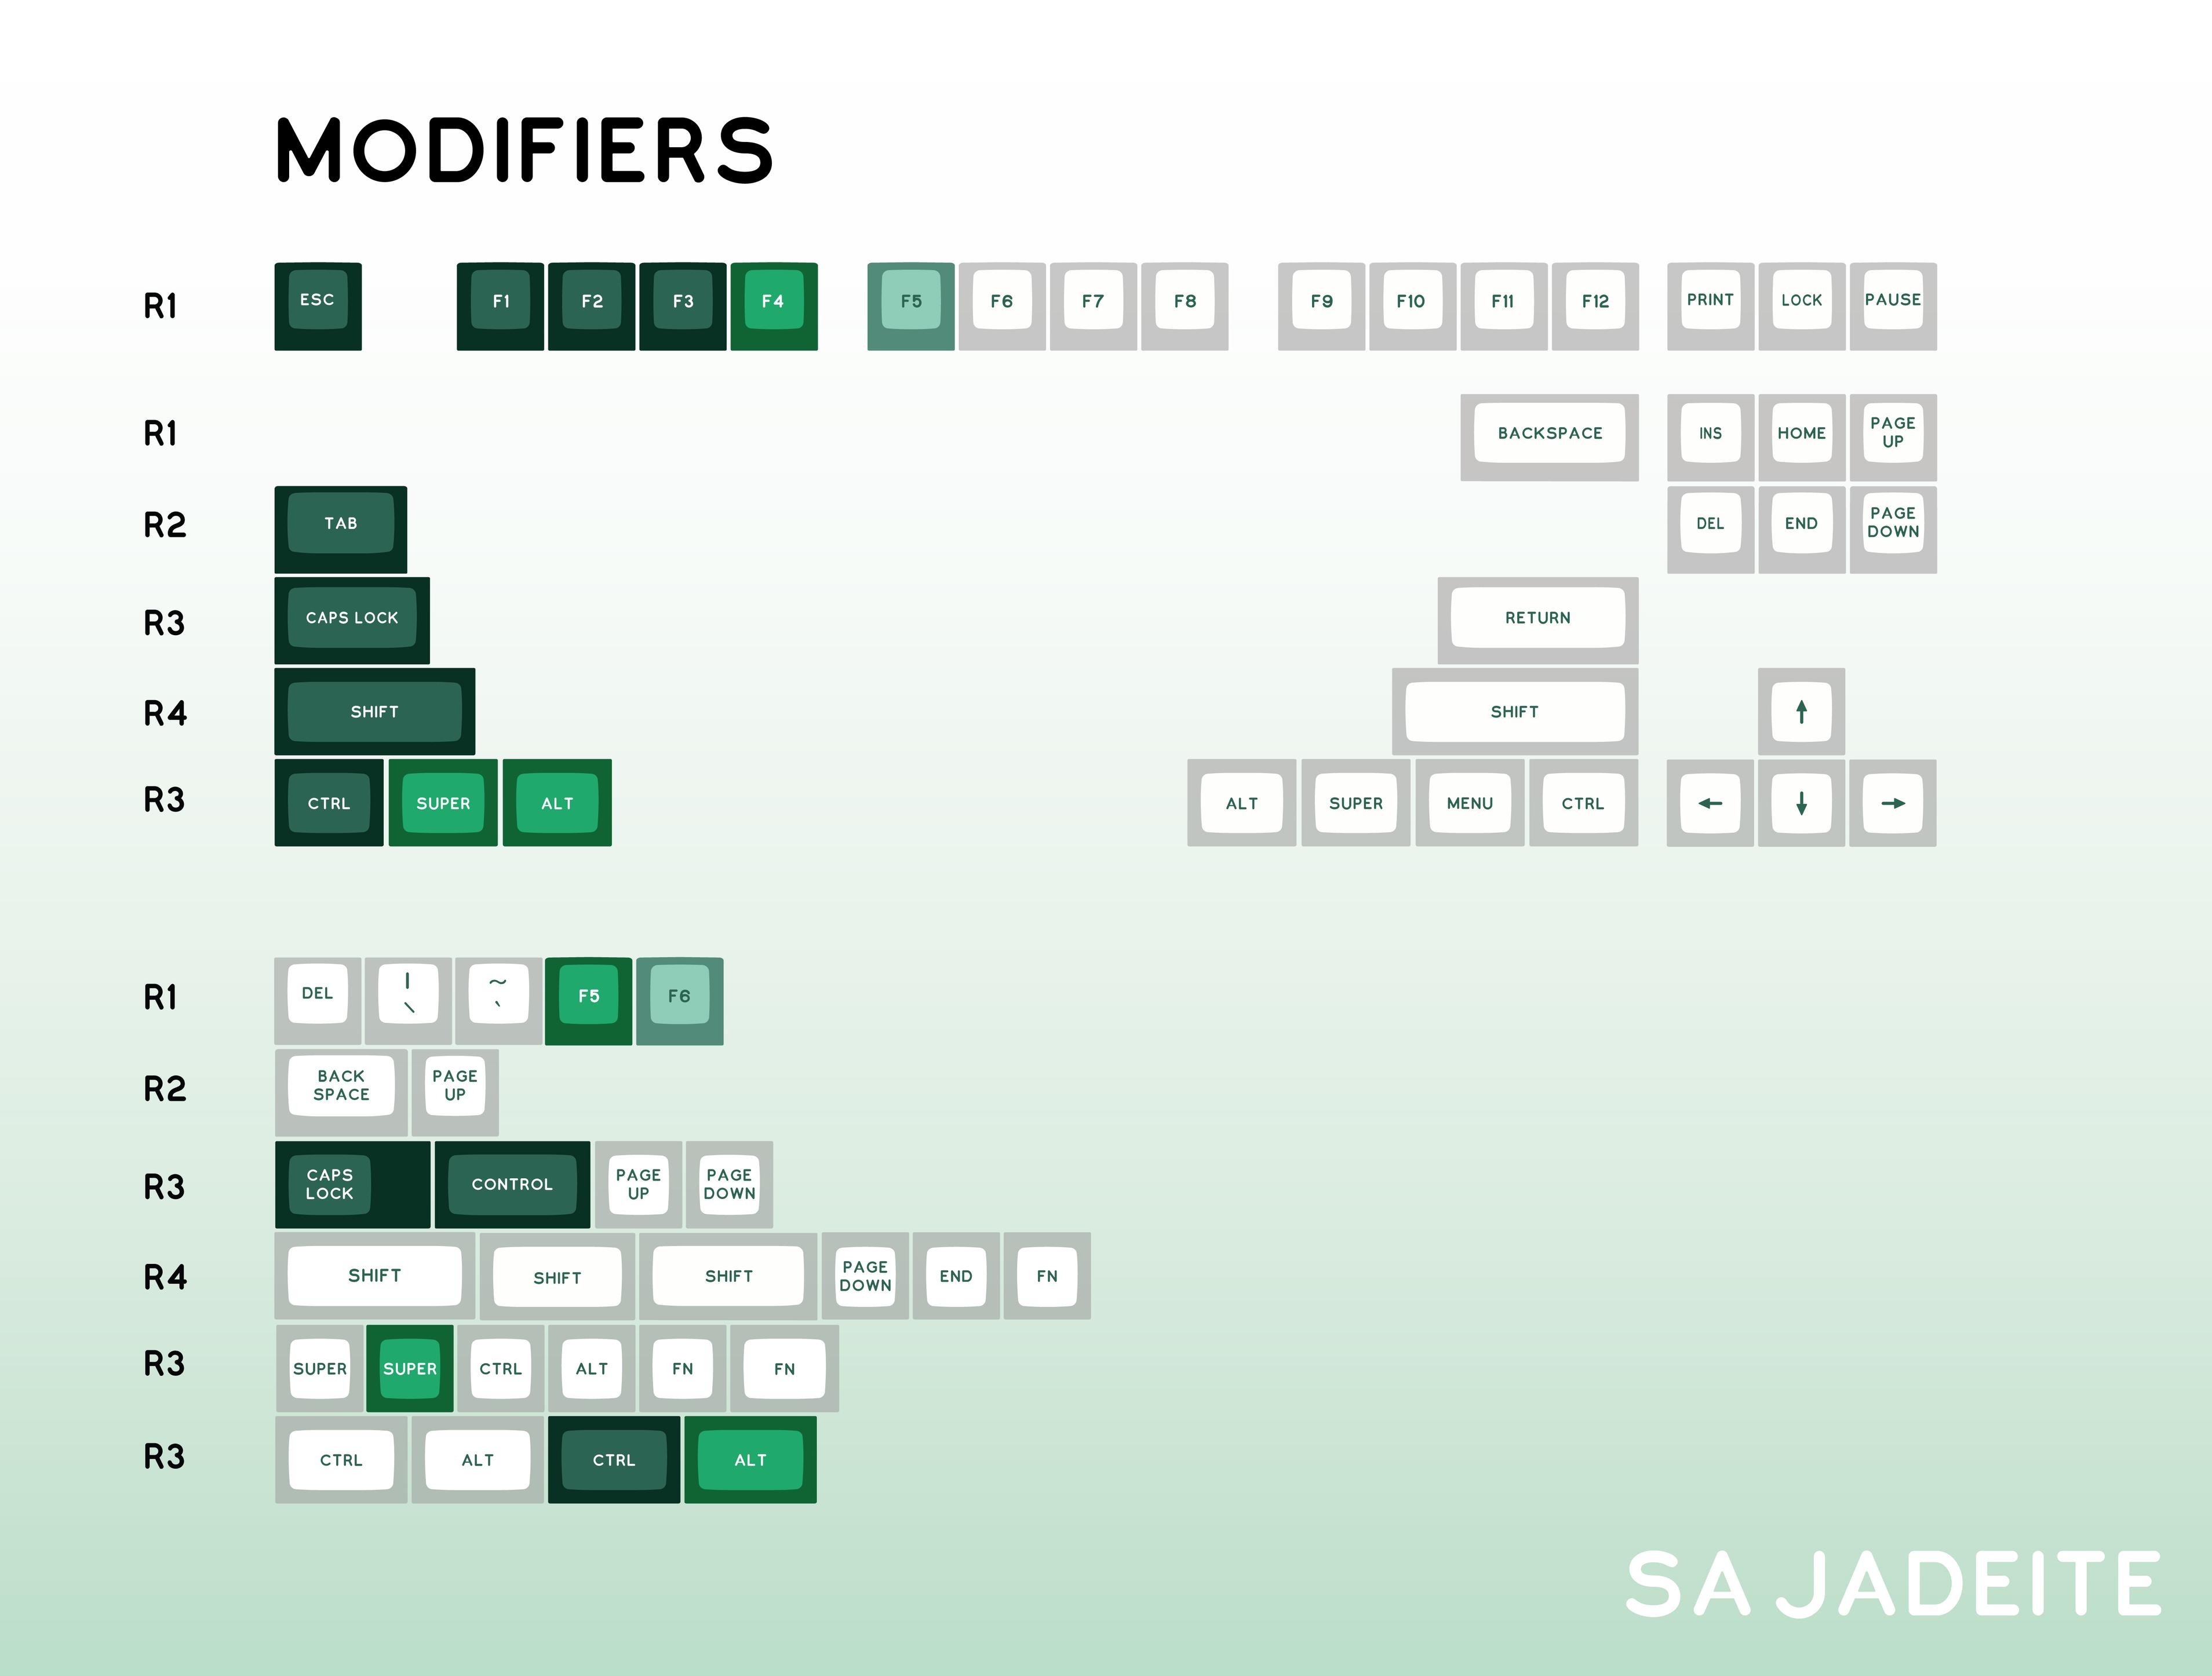 MODIFIERS
R1 ESC F1 F2 F3 F4 F5 F6 F7 F8 F9 F10 F11 F12 PRINT LOCK PAUSE
R1 BACKSPACE INS HOME PAGE UP
R2 TAB DEL END PAGE DOWN
R3 CAPS LOCK RETURN
R4 SHIFT SHIFT ↑
R3 CTRL SUPER ALT ALT SUPER MENU CTRL ← ↓ →
R1 DEL | \ ~ ` F5 F6
R2 BACK SPACE PAGE UP
R3 CAPS LOCK CONTROL PAGE UP PAGE DOWN
R4 SHIFT SHIFT SHIFT PAGE DOWN END FN
R3 SUPER SUPER CTRL ALT FN FN
R3 CTRL ALT CTRL ALT
SA JADEITE